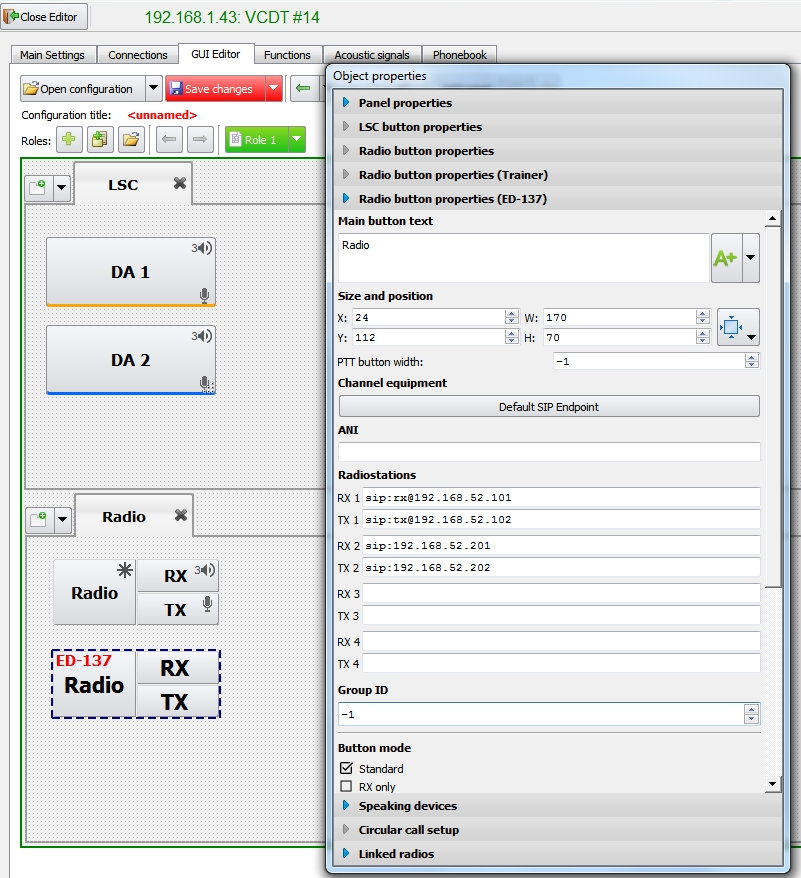 Close Editor
192.168.1.43: VCDT #14
Main Settings
Connections
GUI Editor
Functions
Acoustic signals
Phonebook
Open configuration
Save changes
Configuration title: <unnamed>
Roles:
Role 1
LSC
3
DA 1
3
DA 2
Radio
Radio
RX
3
TX
ED-137
Radio
RX
TX
Object properties
Panel properties
LSC button properties
Radio button properties
Radio button properties (Trainer)
Radio button properties (ED-137)
Main button text
Radio
A+
Size and position
X: 24 W: 170
Y: 112 H: 70
PTT button width: -1
Channel equipment
Default SIP Endpoint
ANI
Radiostations
RX 1 sip:rx@192.168.52.101
TX 1 sip:tx@192.168.52.102
RX 2 sip:192.168.52.201
TX 2 sip:192.168.52.202
RX 3
TX 3
RX 4
TX 4
Group ID
-1
Button mode
Standard
RX only
Speaking devices
Circular call setup
Linked radios